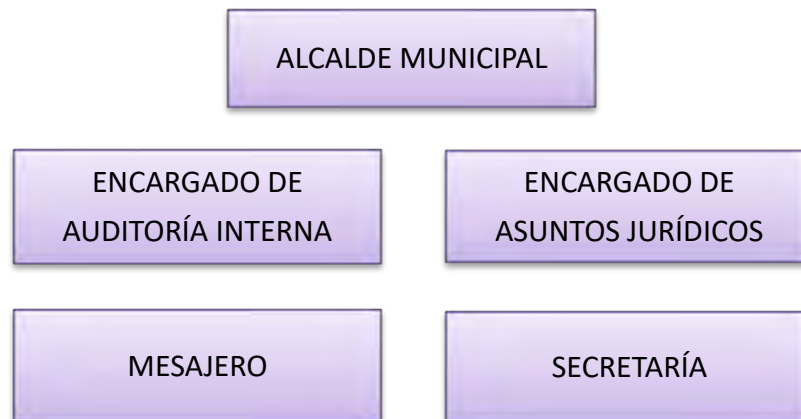 ALCALDE MUNICIPAL
ENCARGADO DE
AUDITORÍA INTERNA
ENCARGADO DE
ASUNTOS JURÍDICOS
MESAJERO
SECRETARÍA